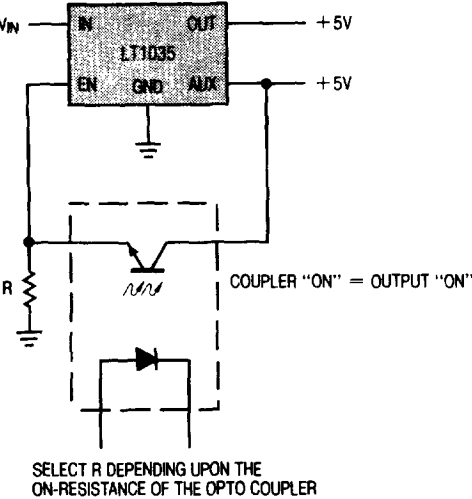 VIN
IN
OUT
+5V
LT1035
EN
GND
AUX
+5V
R
COUPLER "ON" = OUTPUT "ON"
SELECT R DEPENDING UPON THE
ON-RESISTANCE OF THE OPTO COUPLER